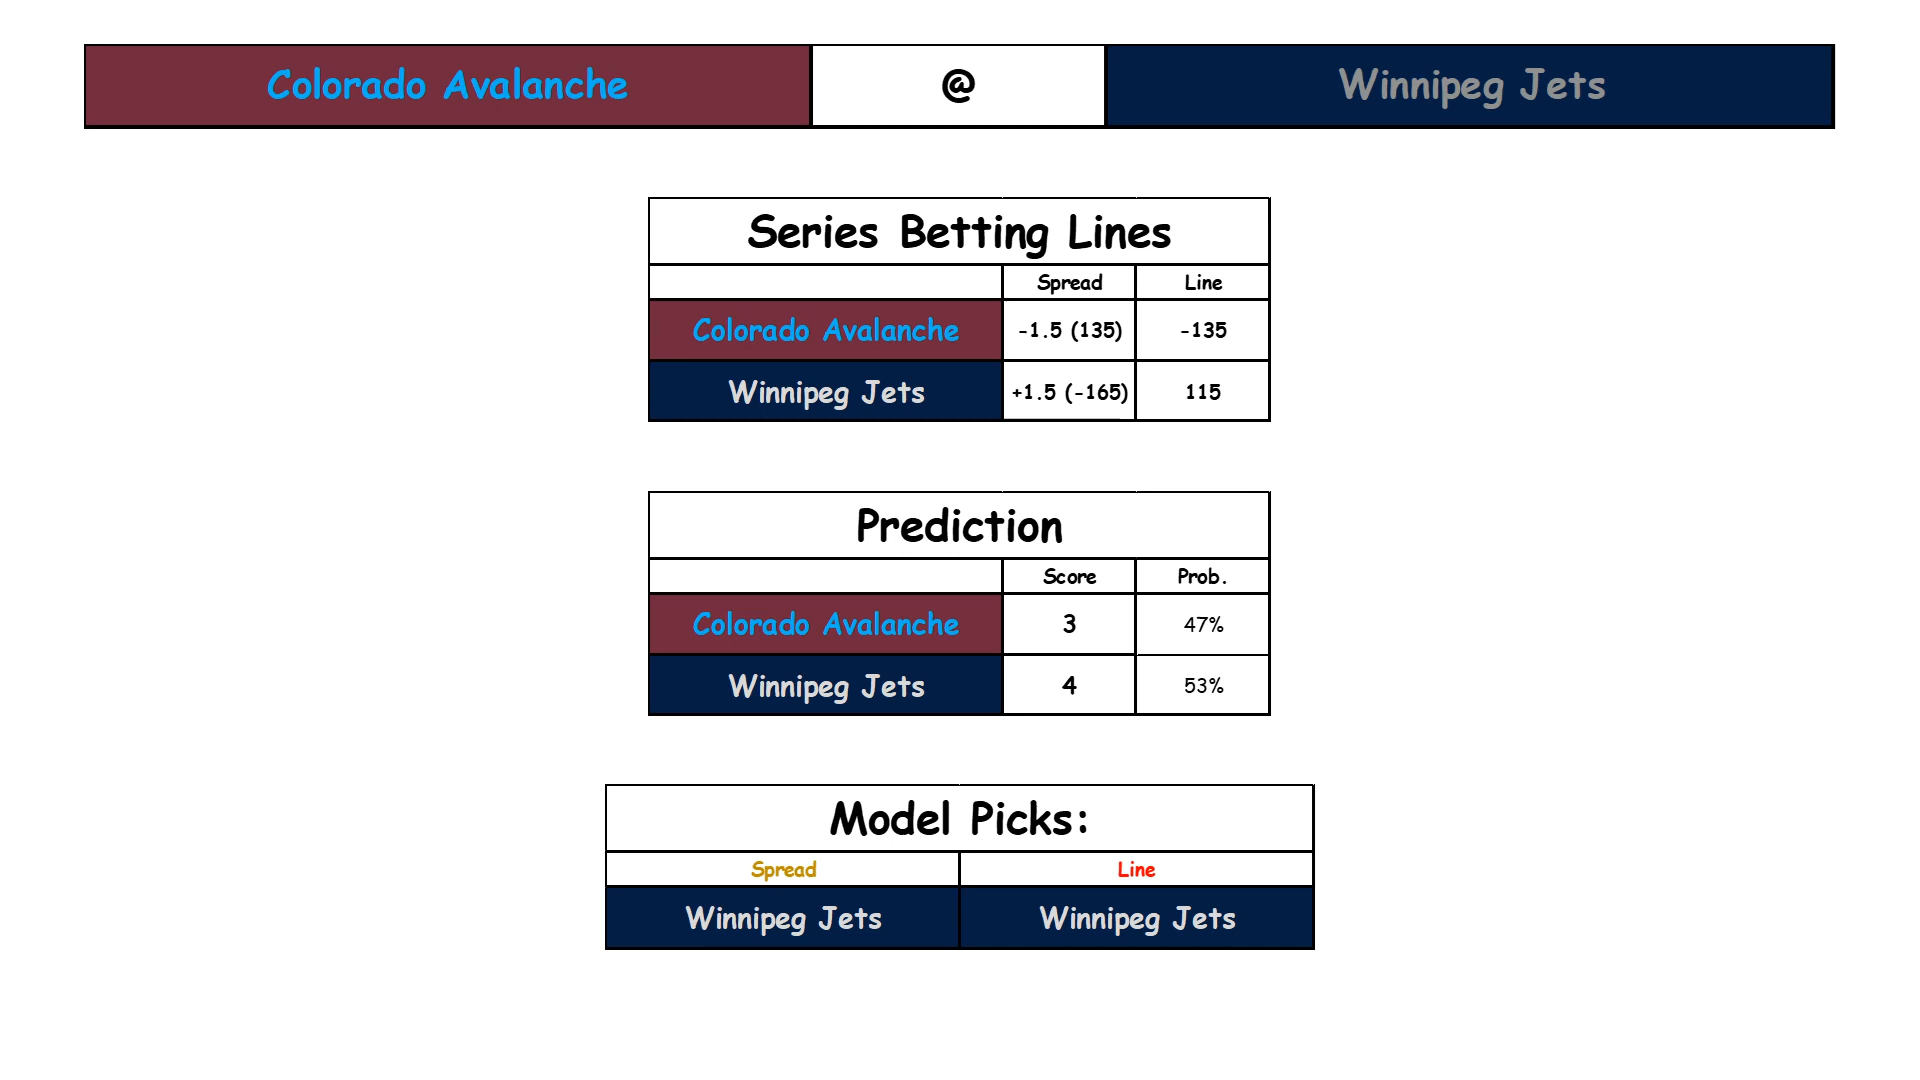 Colorado Avalanche @ Winnipeg Jets
Series Betting Lines
Spread Line
Colorado Avalanche -1.5 (135) -135
Winnipeg Jets +1.5 (-165) 115
Prediction
Score Prob.
Colorado Avalanche 3 47%
Winnipeg Jets 4 53%
Model Picks:
Spread Line
Winnipeg Jets Winnipeg Jets